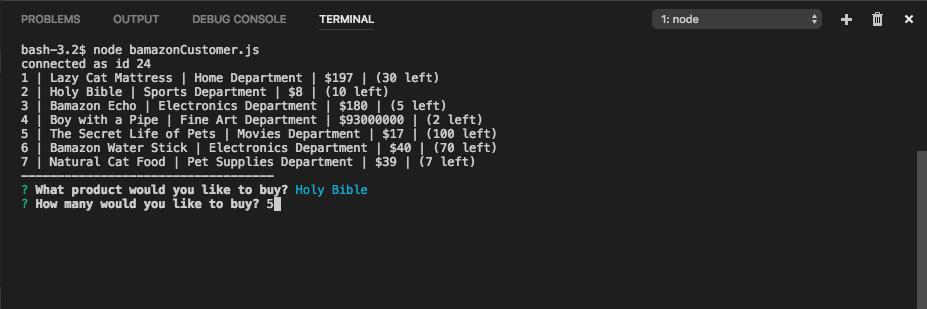 PROBLEMS OUTPUT DEBUG CONSOLE TERMINAL 1: node
bash-3.2$ node bamazonCustomer.js
connected as id 24
1 | Lazy Cat Mattress | Home Department | $197 | (30 left)
2 | Holy Bible | Sports Department | $8 | (10 left)
3 | Bamazon Echo | Electronics Department | $180 | (5 left)
4 | Boy with a Pipe | Fine Art Department | $93000000 | (2 left)
5 | The Secret Life of Pets | Movies Department | $17 | (100 left)
6 | Bamazon Water Stick | Electronics Department | $40 | (70 left)
7 | Natural Cat Food | Pet Supplies Department | $39 | (7 left)
-----------------------------------
? What product would you like to buy? Holy Bible
? How many would you like to buy? 5